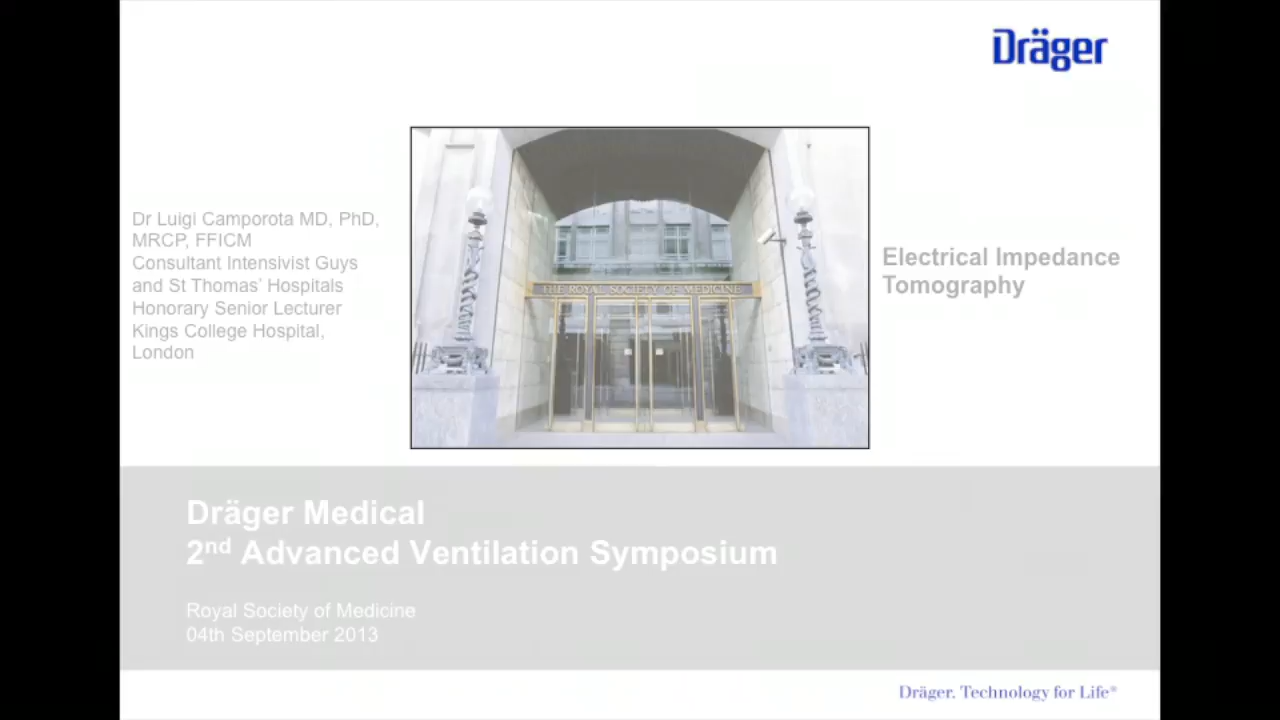 Dräger
Dr Luigi Camporota MD, PhD,
MRCP, FFICM
Consultant Intensivist Guys
and St Thomas' Hospitals
Honorary Senior Lecturer
Kings College Hospital,
London
THE ROYAL SOCIETY OF MEDICINE
Electrical Impedance
Tomography
Dräger Medical
2nd Advanced Ventilation Symposium
Royal Society of Medicine
04th September 2013
Dräger. Technology for Life®